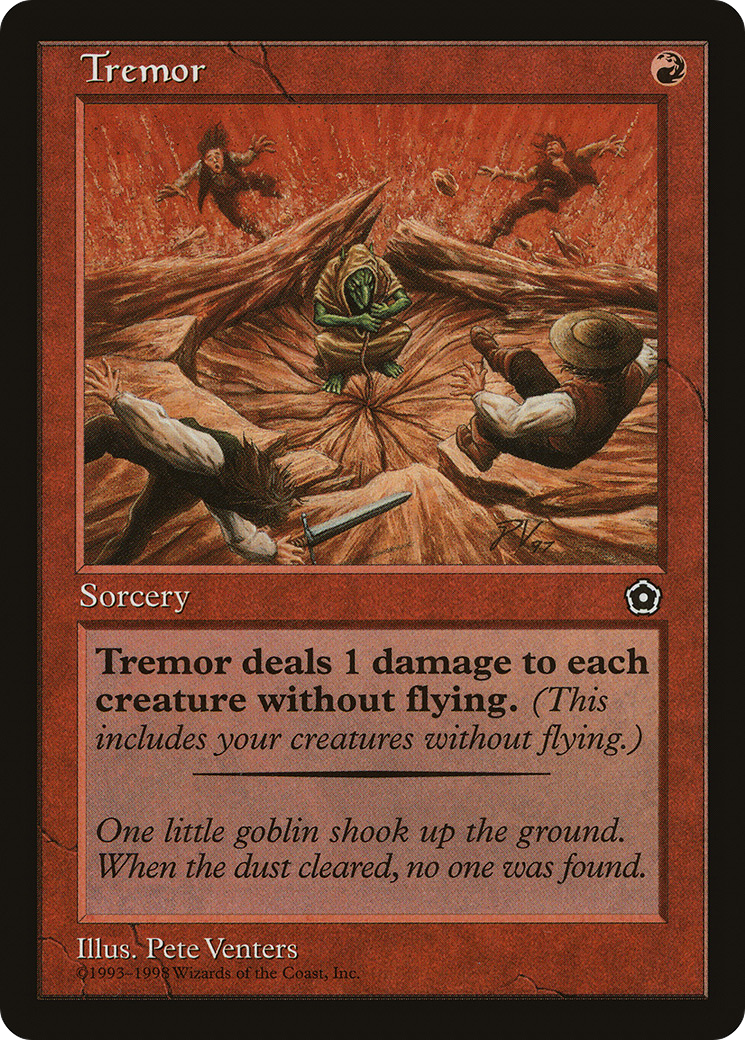 Tremor
PV97
Sorcery
Tremor deals 1 damage to each
creature without flying. (This
includes your creatures without flying.)
One little goblin shook up the ground.
When the dust cleared, no one was found.
Illus. Pete Venters
©1993–1998 Wizards of the Coast, Inc.